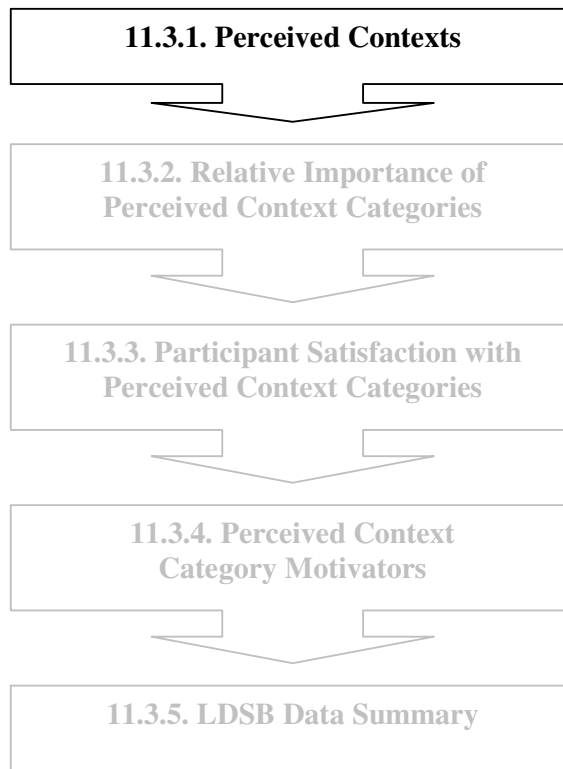 11.3.1. Perceived Contexts
11.3.2. Relative Importance of
Perceived Context Categories
11.3.3. Participant Satisfaction with
Perceived Context Categories
11.3.4. Perceived Context
Category Motivators
11.3.5. LDSB Data Summary